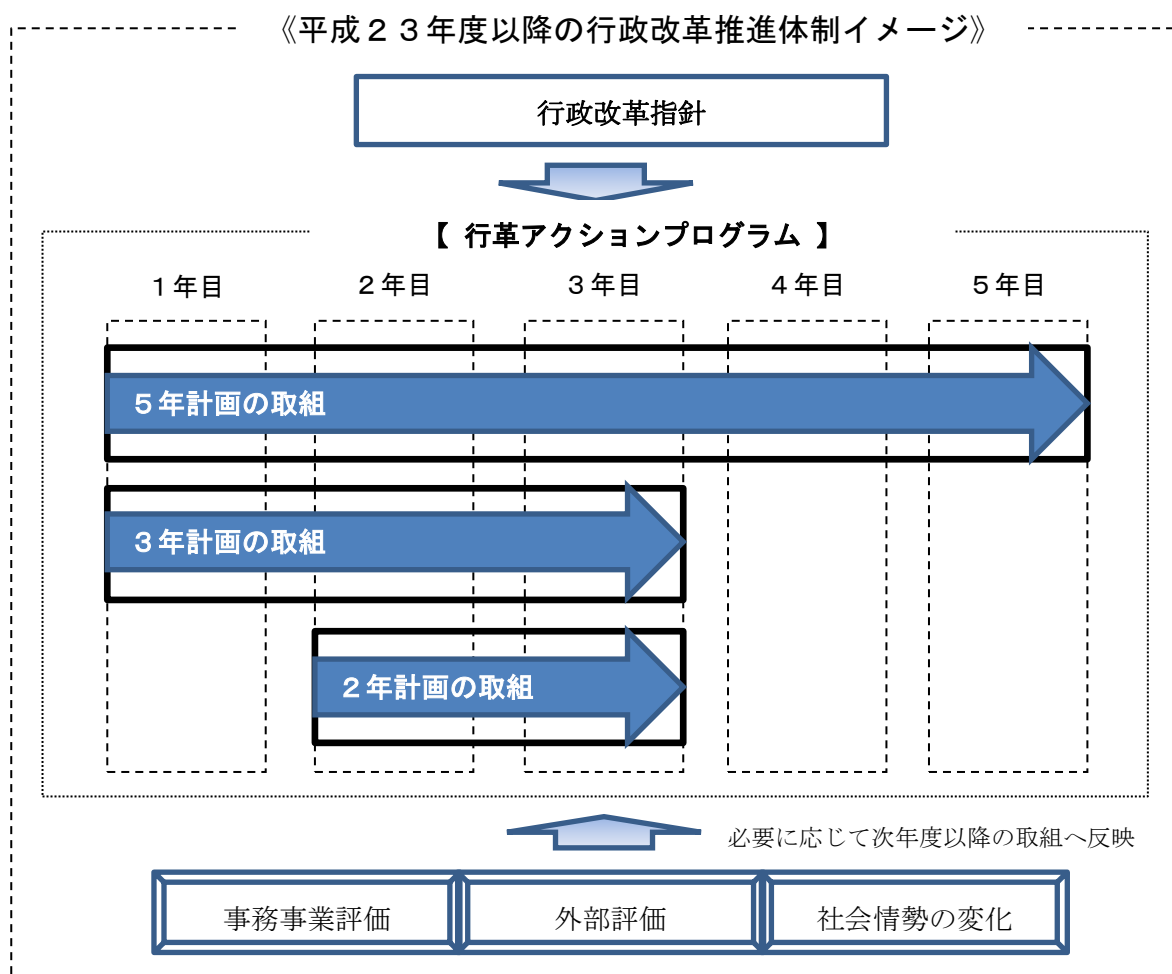 《平成２３年度以降の行政改革推進体制イメージ》
行政改革指針
【 行革アクションプログラム 】
１年目 ２年目 ３年目 ４年目 ５年目
５年計画の取組
３年計画の取組
２年計画の取組
必要に応じて次年度以降の取組へ反映
事務事業評価 外部評価 社会情勢の変化